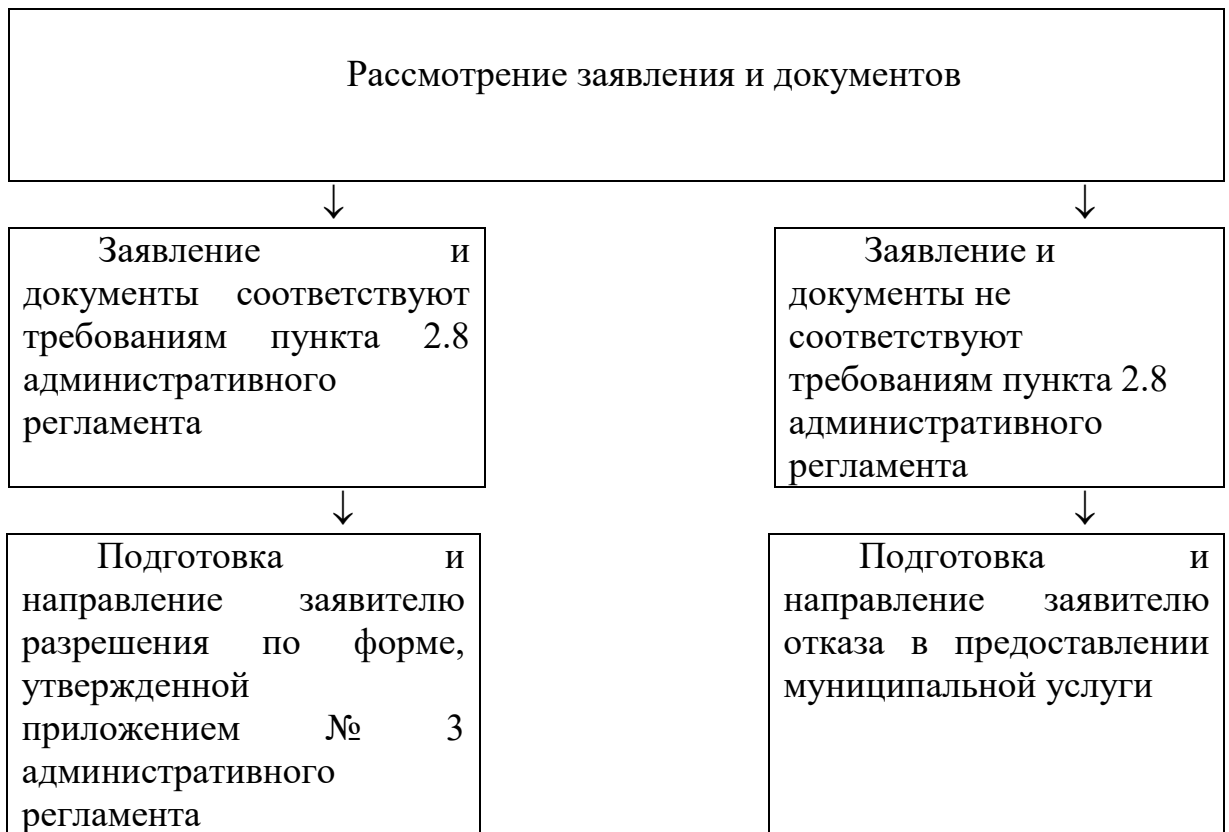 Рассмотрение заявления и документов
↓
↓
Заявление и
документы соответствуют
требованиям пункта 2.8
административного
регламента
Заявление и
документы не
соответствуют
требованиям пункта 2.8
административного
регламента
↓
↓
Подготовка и
направление заявителю
разрешения по форме,
утвержденной
приложением № 3
административного
регламента
Подготовка и
направление заявителю
отказа в предоставлении
муниципальной услуги